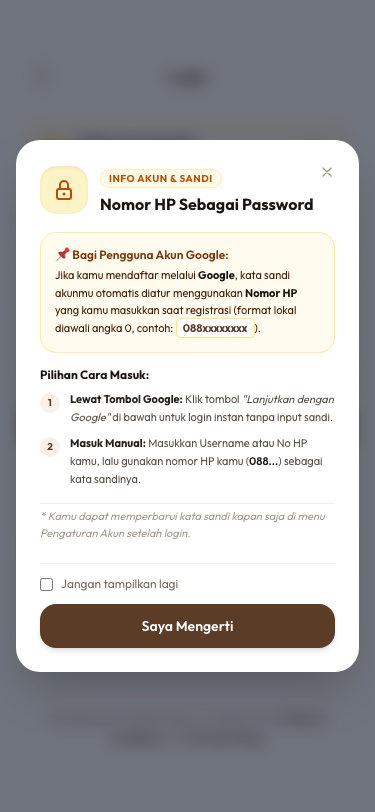 INFO AKUN & SANDI
Nomor HP Sebagai Password
📌 Bagi Pengguna Akun Google:
Jika kamu mendaftar melalui Google, kata sandi
akunmu otomatis diatur menggunakan Nomor HP
yang kamu masukkan saat registrasi (format lokal
diawali angka 0, contoh: 088xxxxxxxx ).
Pilihan Cara Masuk:
1 Lewat Tombol Google: Klik tombol "Lanjutkan dengan
Google" di bawah untuk login instan tanpa input sandi.
2 Masuk Manual: Masukkan Username atau No HP
kamu, lalu gunakan nomor HP kamu (088...) sebagai
kata sandinya.
* Kamu dapat memperbarui kata sandi kapan saja di menu
Pengaturan Akun setelah login.
Jangan tampilkan lagi
Saya Mengerti